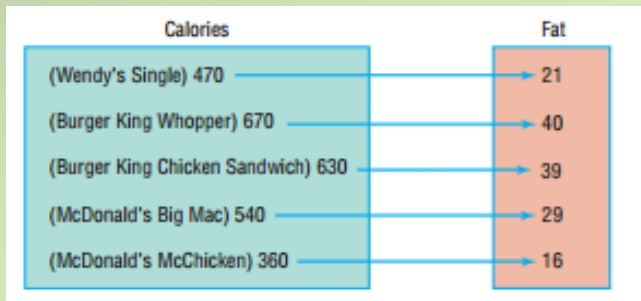 Calories Fat
(Wendy's Single) 470 21
(Burger King Whopper) 670 40
(Burger King Chicken Sandwich) 630 39
(McDonald's Big Mac) 540 29
(McDonald's McChicken) 360 16